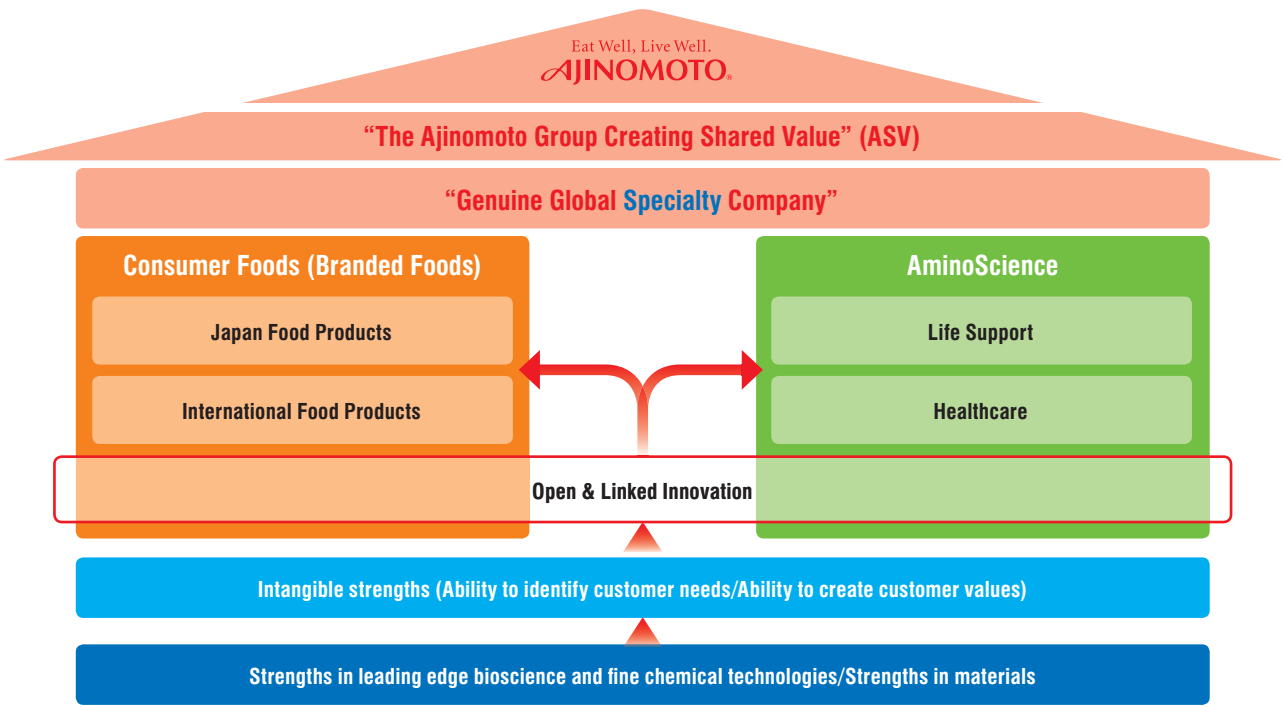 Eat Well, Live Well.
AJINOMOTO®
“The Ajinomoto Group Creating Shared Value” (ASV)
“Genuine Global Specialty Company”
Consumer Foods (Branded Foods)
Japan Food Products
International Food Products
AminoScience
Life Support
Healthcare
Open & Linked Innovation
Intangible strengths (Ability to identify customer needs/Ability to create customer values)
Strengths in leading edge bioscience and fine chemical technologies/Strengths in materials